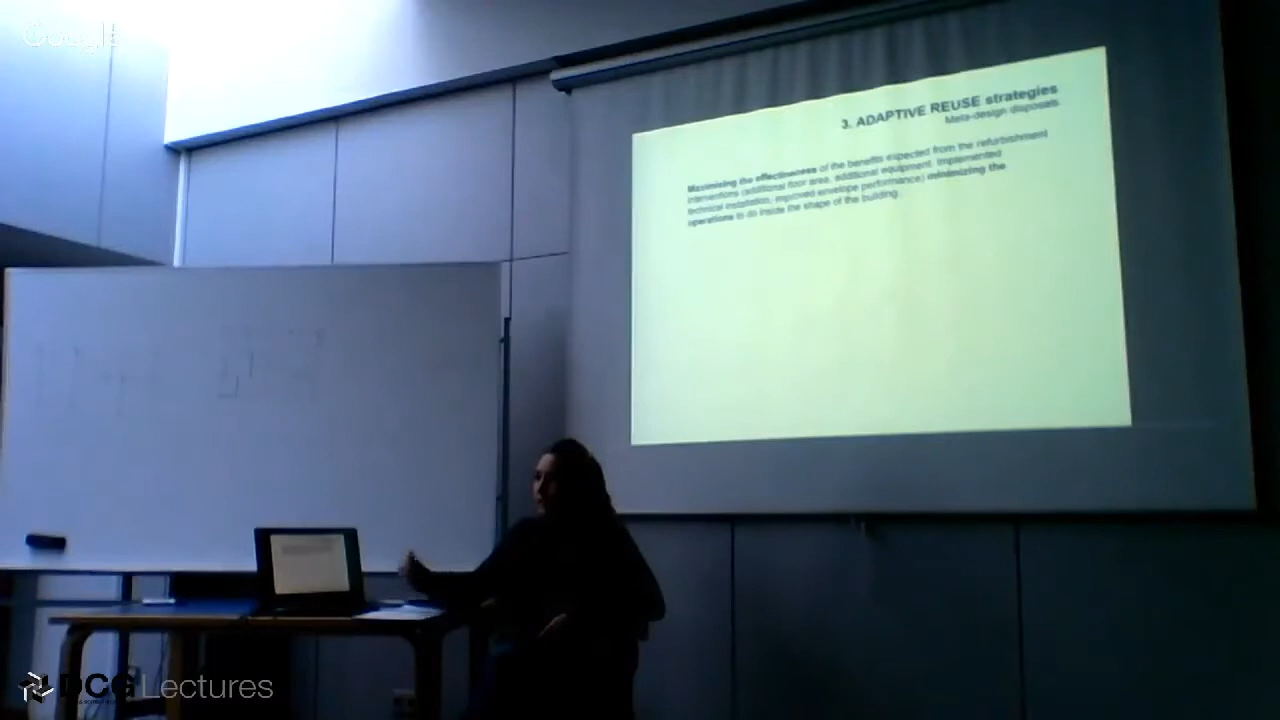 Google
3. ADAPTIVE REUSE strategies
Meta-design disposals
Maximising the effectiveness of the benefits expected from the refurbishment
interventions (additional floor area, additional equipment, implemented
technical installation, improved envelope performance) minimizing the
operations to do inside the shape of the building.
DCG Lectures